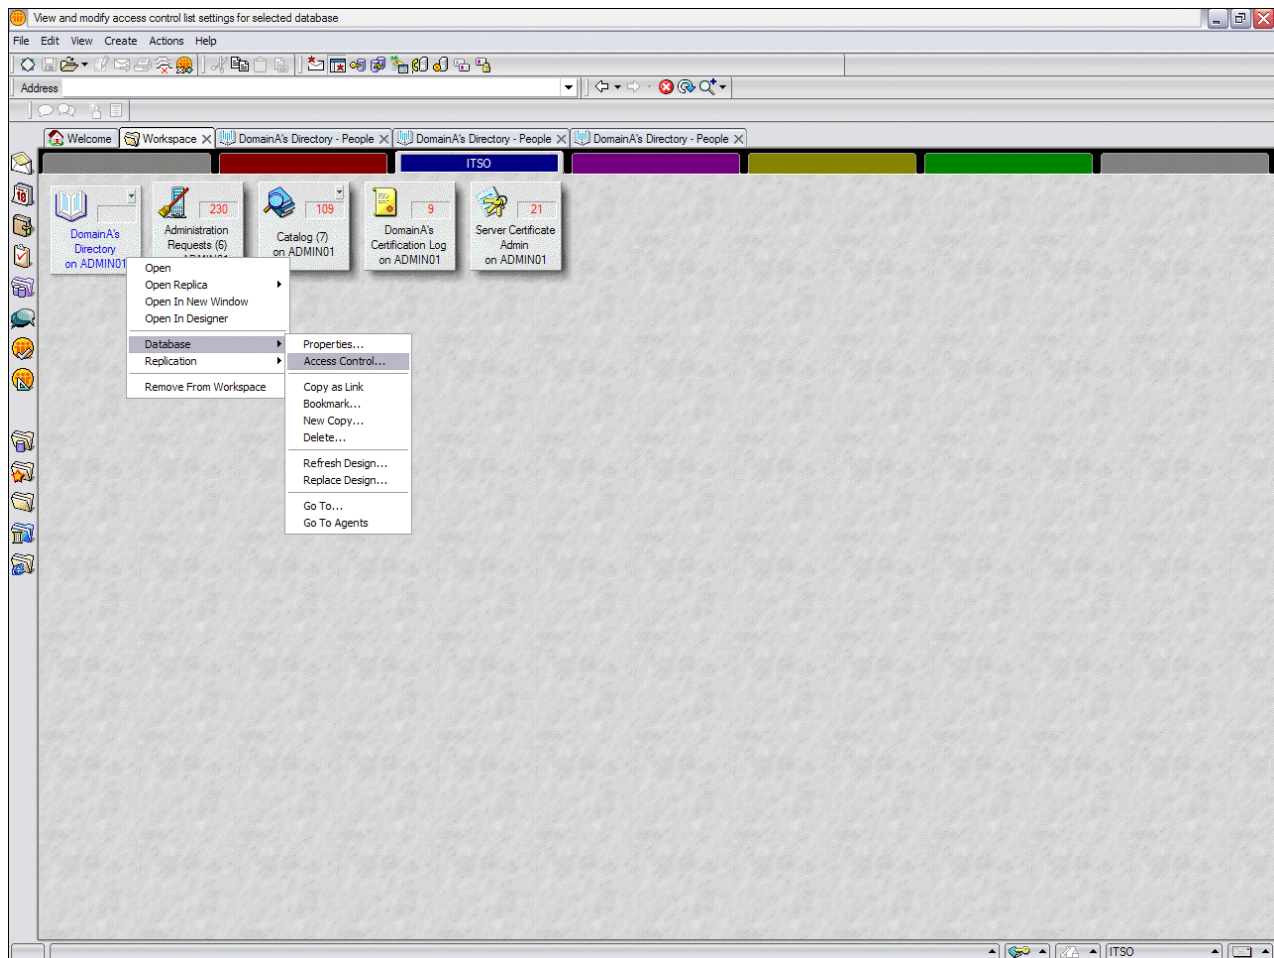 View and modify access control list settings for selected database
File Edit View Create Actions Help
Address
Welcome Workspace DomainA's Directory - People DomainA's Directory - People DomainA's Directory - People
ITSO
230 109 9 21
DomainA's Directory on ADMIN01
Administration Requests (6)
Catalog (7) on ADMIN01
DomainA's Certification Log on ADMIN01
Server Certificate Admin on ADMIN01
Open
Open Replica
Open In New Window
Open In Designer
Database
Replication
Remove From Workspace
Properties...
Access Control...
Copy as Link
Bookmark...
New Copy...
Delete...
Refresh Design...
Replace Design...
Go To...
Go To Agents
ITSO